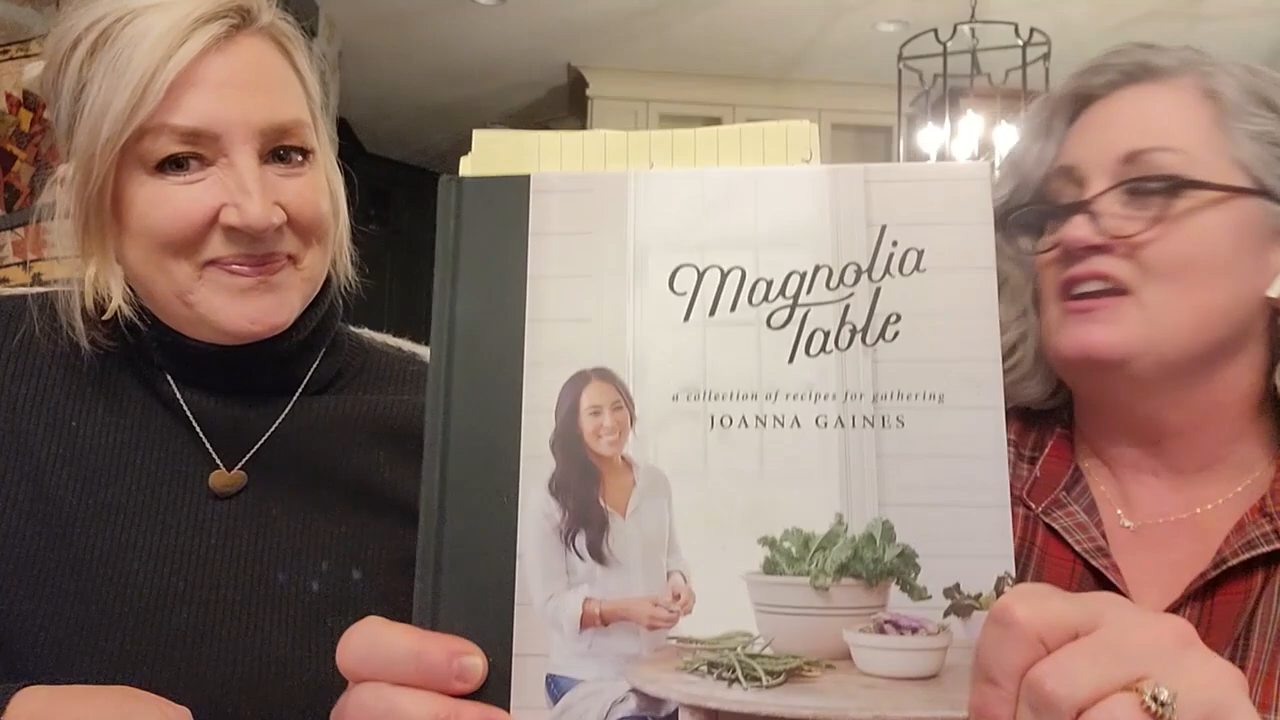 Magnolia
Table
a collection of recipes for gathering
JOANNA GAINES